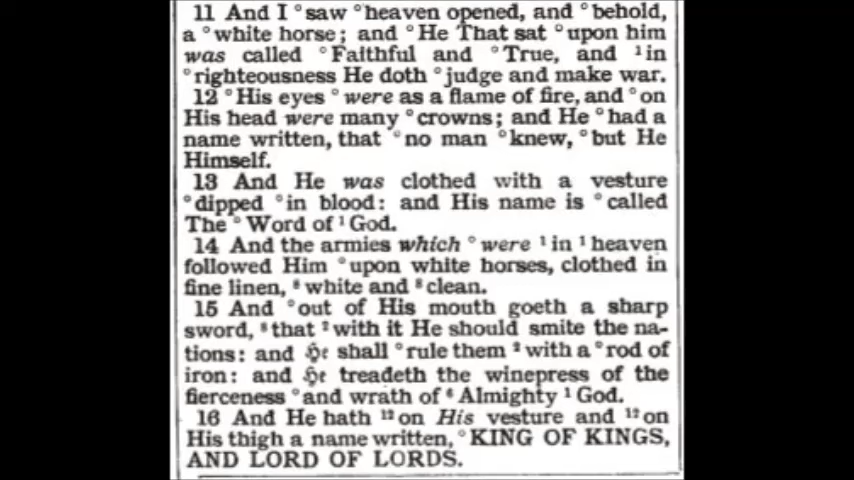 11 And I °saw °heaven opened, and °behold,
a °white horse; and °He That sat °upon him
was called °Faithful and °True, and ¹in
°righteousness He doth °judge and make war.
12 °His eyes °were as a flame of fire, and °on
His head were many °crowns; and He °had a
name written, that °no man °knew, °but He
Himself.
13 And He was clothed with a vesture
°dipped °in blood: and His name is °called
The °Word of ¹God.
14 And the armies which °were ¹in ¹heaven
followed Him °upon white horses, clothed in
fine linen, ⁸white and ⁸clean.
15 And °out of His mouth goeth a sharp
sword, ⁸that ²with it He should smite the na-
tions: and He shall °rule them ²with a °rod of
iron: and He treadeth the winepress of the
fierceness °and wrath of ⁶Almighty ¹God.
16 And He hath ¹²on His vesture and ¹²on
His thigh a name written, °KING OF KINGS,
AND LORD OF LORDS.